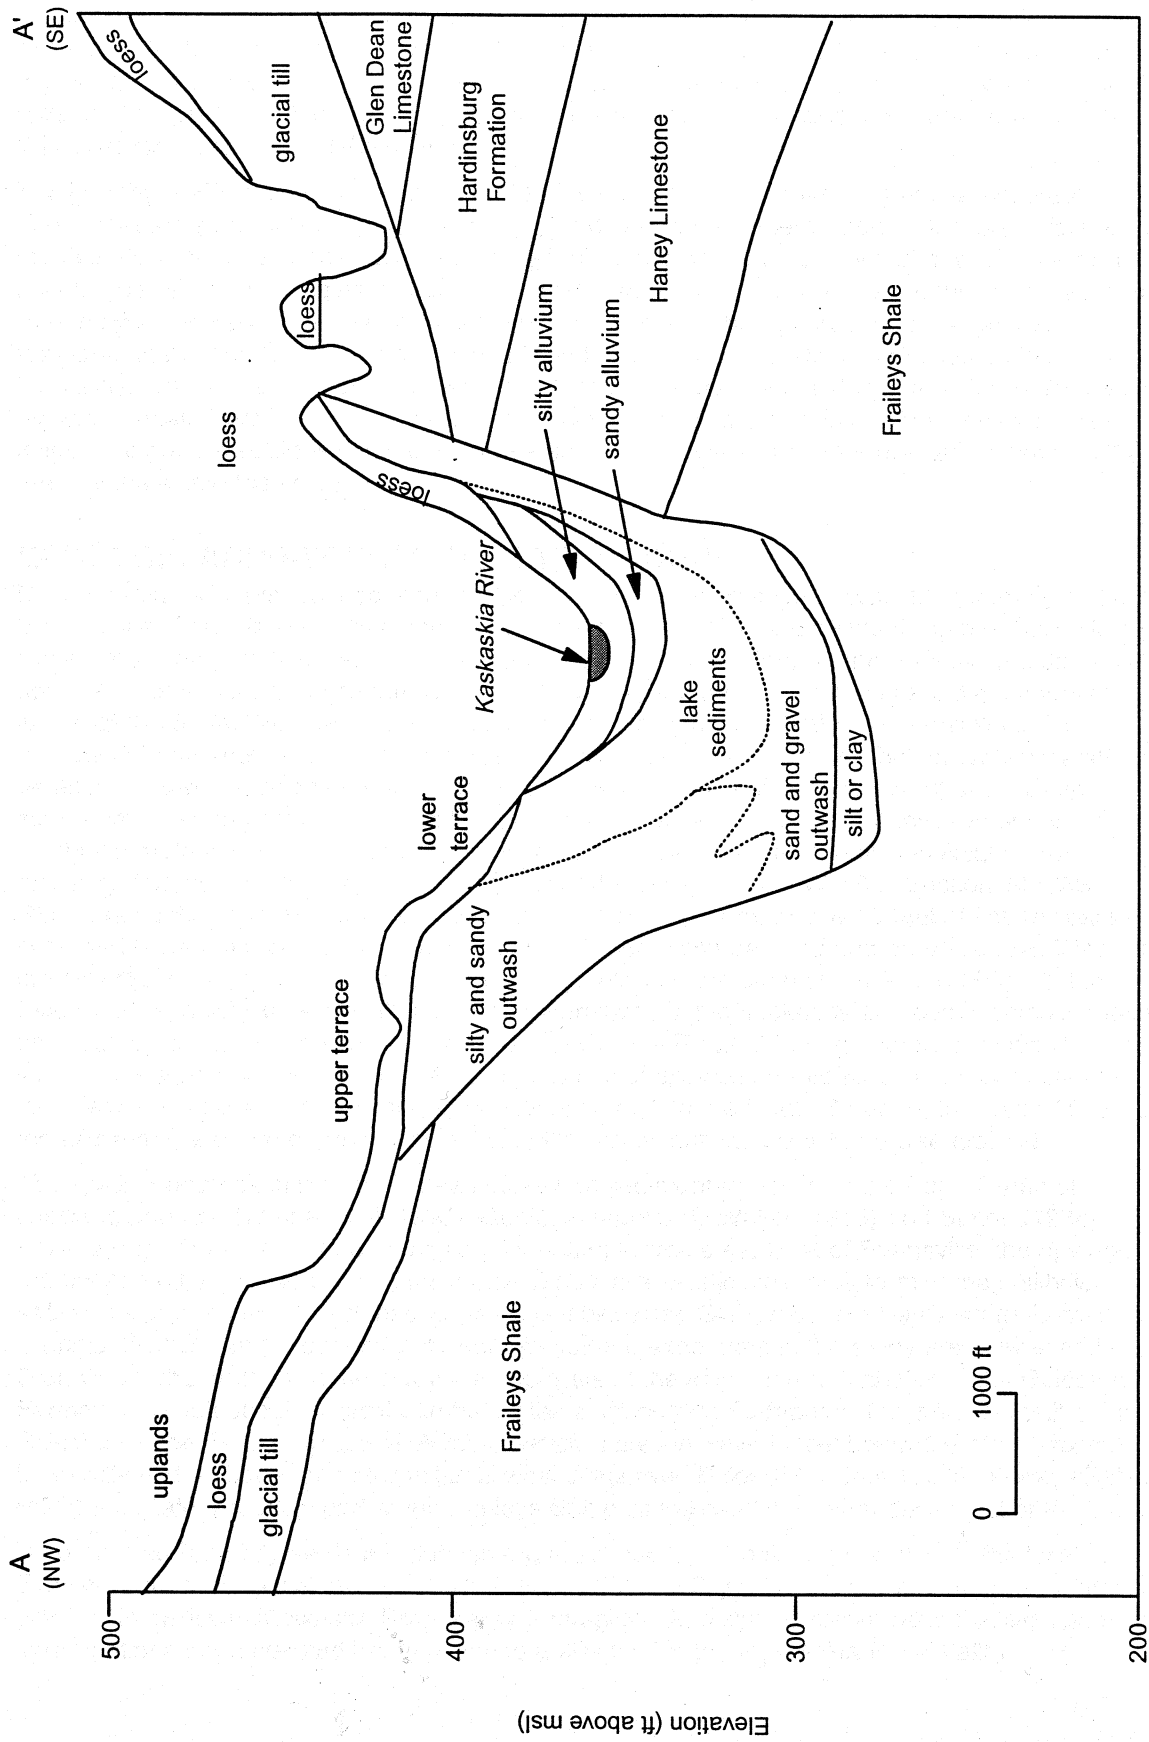 A
(NW)
A'
(SE)
uplands
loess
glacial till
Fraileys Shale
upper terrace
silty and sandy
outwash
lower
terrace
Kaskaskia River
lake
sediments
sand and gravel
outwash
silt or clay
loess
loess
silty alluvium
sandy alluvium
loess
loess
glacial till
Glen Dean
Limestone
Hardinsburg
Formation
Haney Limestone
Fraileys Shale
0
1000 ft
500
400
300
200
Elevation (ft above msl)